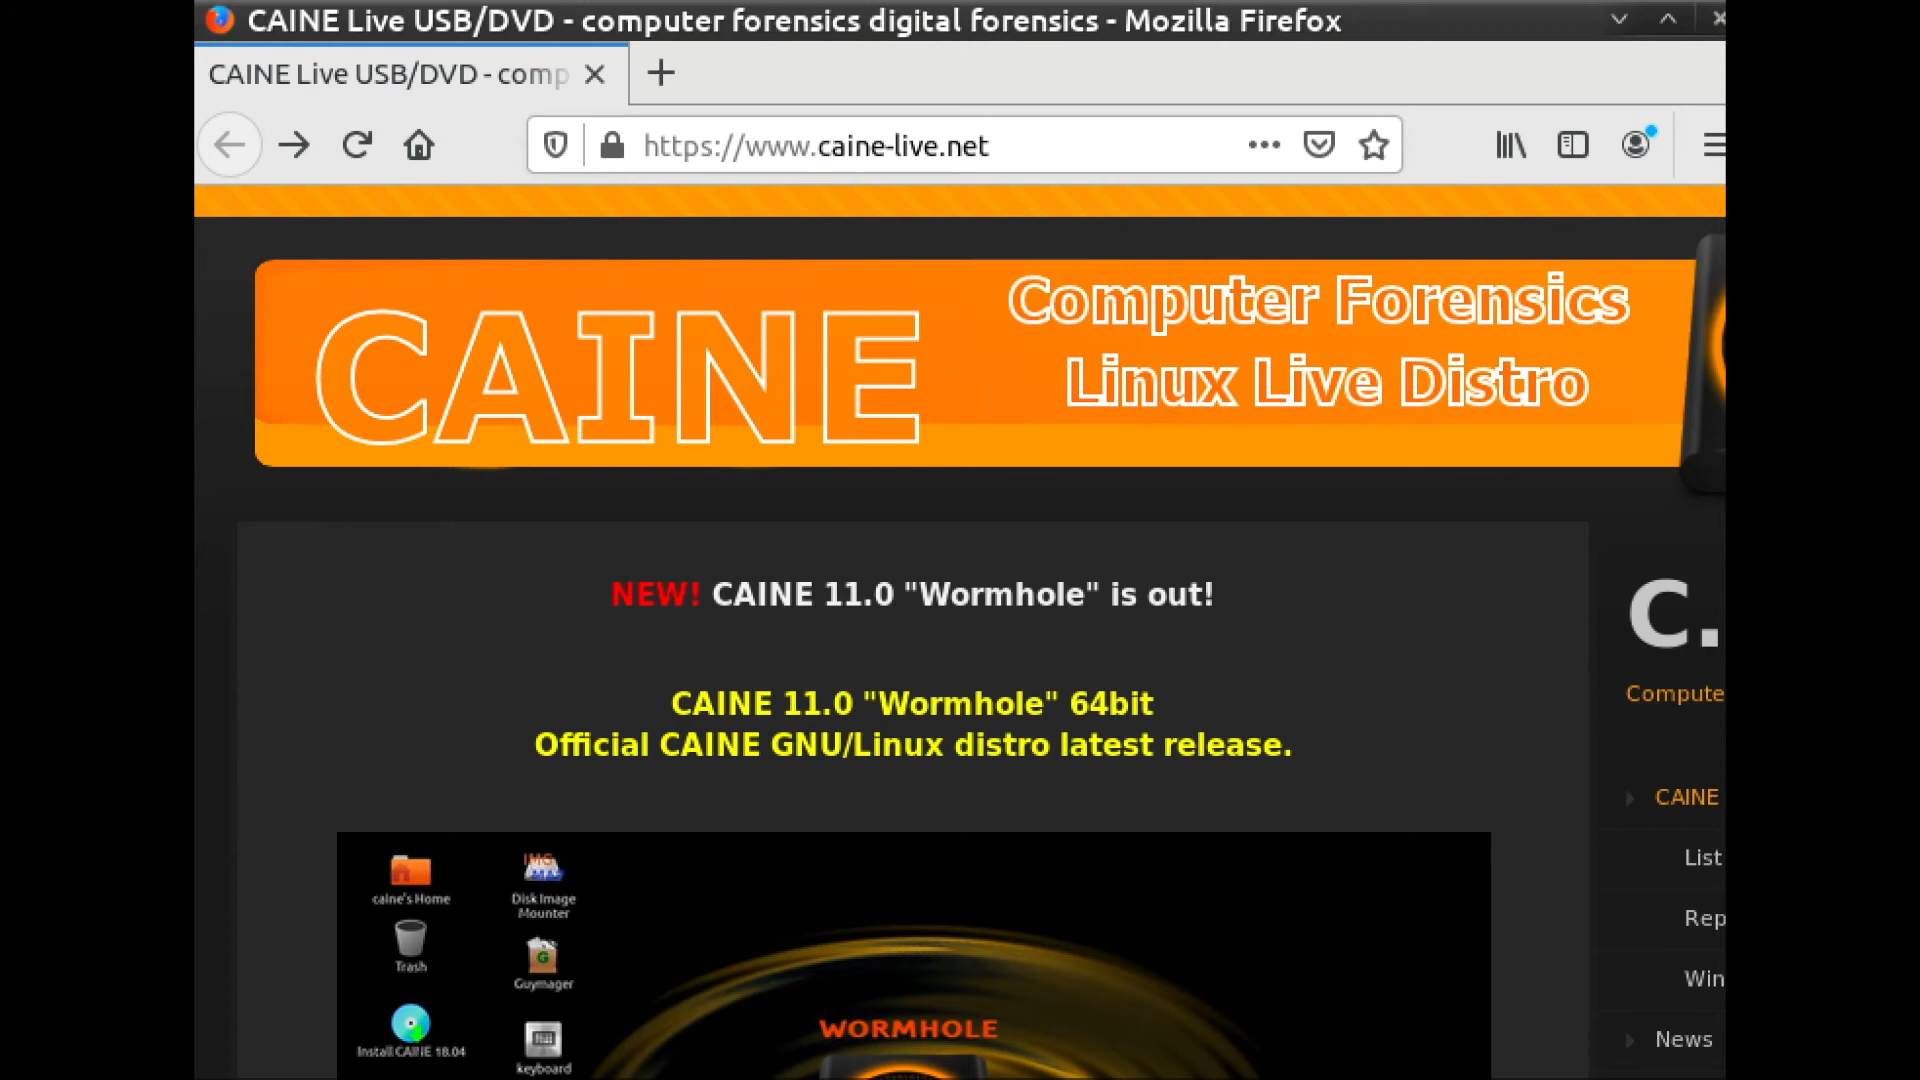 CAINE Live USB/DVD - computer forensics digital forensics - Mozilla Firefox
CAINE Live USB/DVD - comp
https://www.caine-live.net
CAINE
Computer Forensics
Linux Live Distro
NEW! CAINE 11.0 "Wormhole" is out!
CAINE 11.0 "Wormhole" 64bit
Official CAINE GNU/Linux distro latest release.
C.
Compute
CAINE
List
Rep
Win
News
caine's Home
IMG
Disk Image
Mounter
Trash
G
Guymager
Install CAINE 18.04
keyboard
WORMHOLE